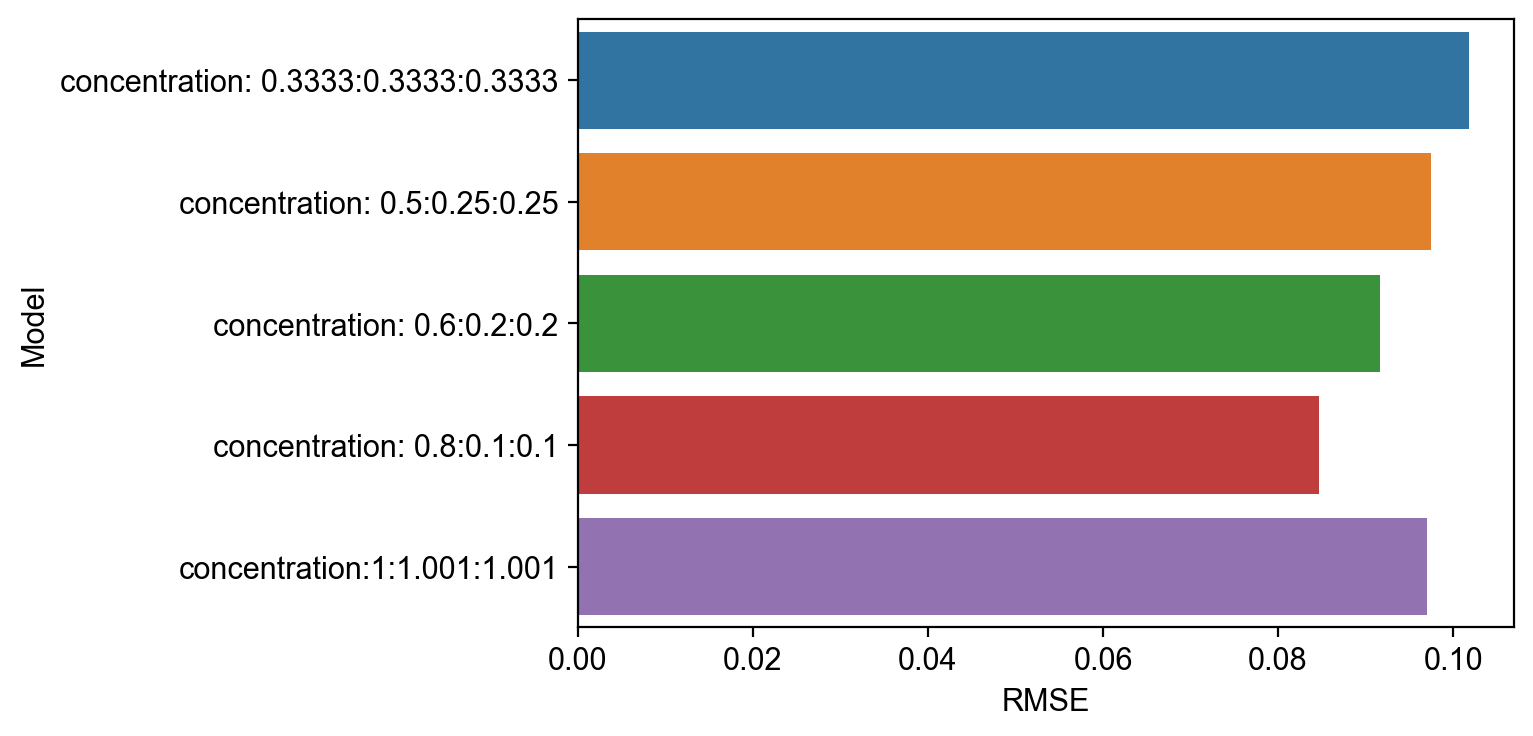 concentration: 0.3333:0.3333:0.3333
concentration: 0.5:0.25:0.25
concentration: 0.6:0.2:0.2
concentration: 0.8:0.1:0.1
concentration:1:1.001:1.001
Model
0.00 0.02 0.04 0.06 0.08 0.10
RMSE